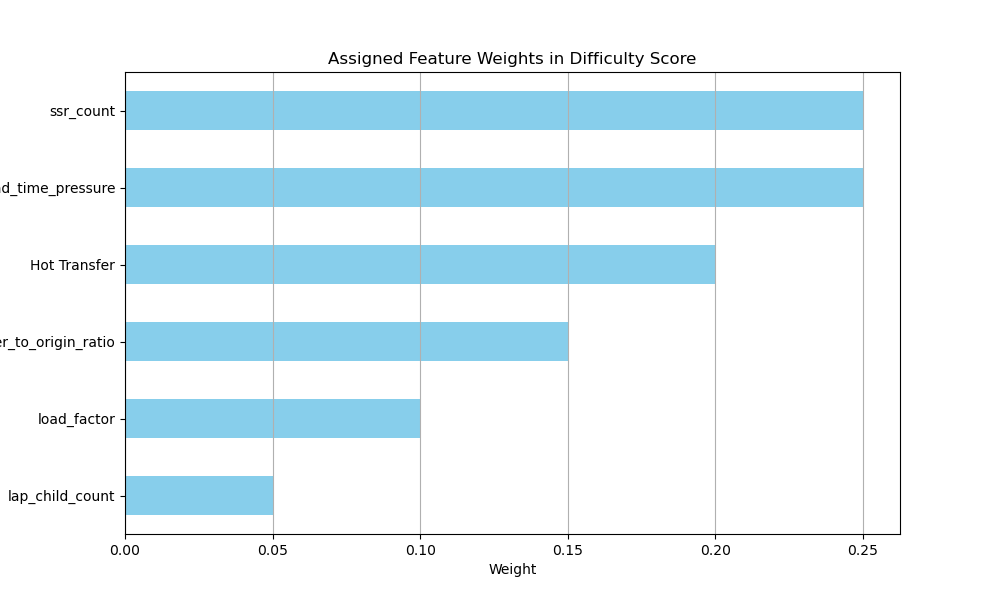 Assigned Feature Weights in Difficulty Score
ssr_count
d_time_pressure
Hot Transfer
er_to_origin_ratio
load_factor
lap_child_count
0.00 0.05 0.10 0.15 0.20 0.25
Weight